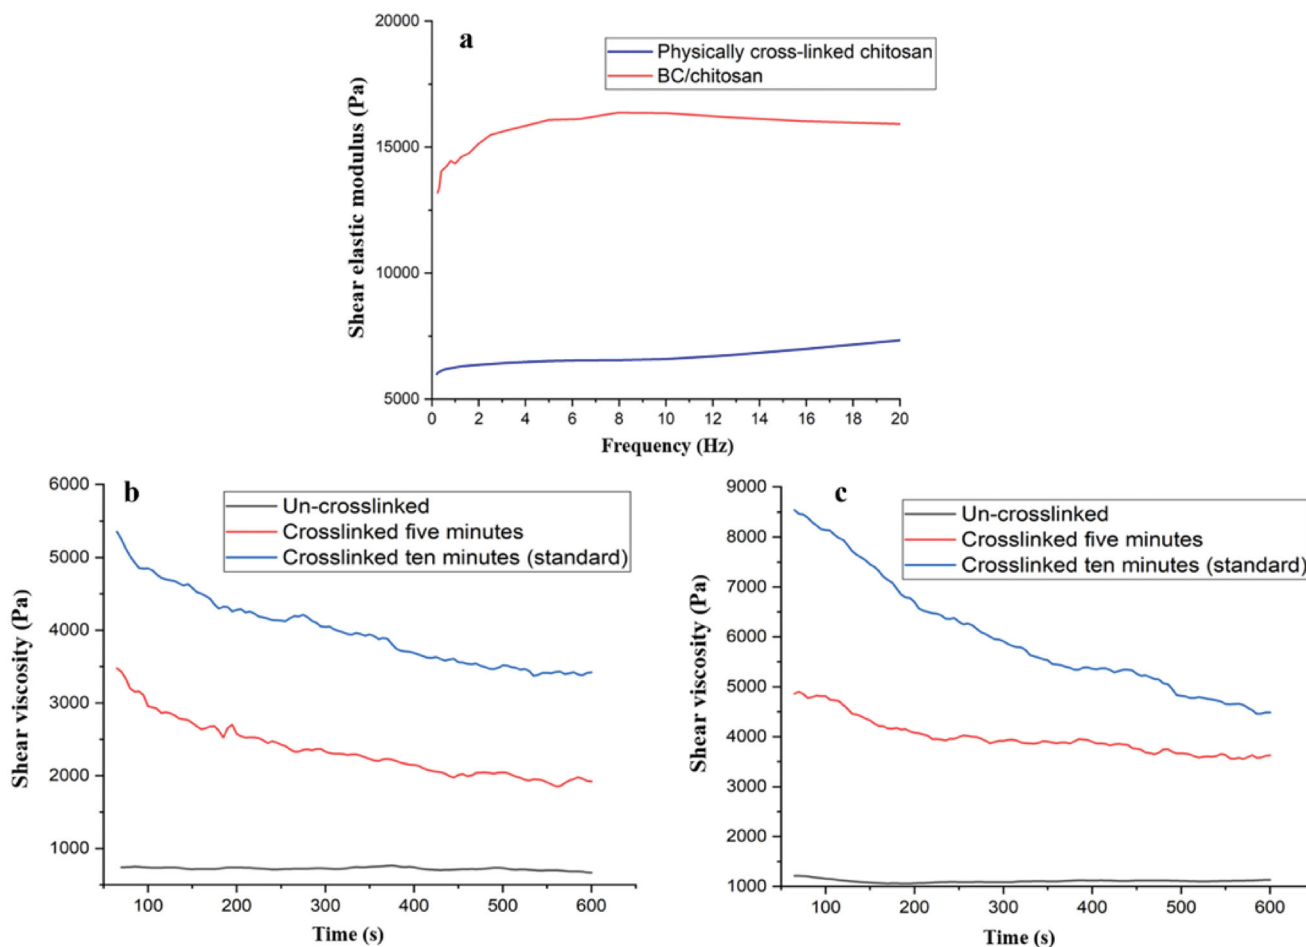 a
Physically cross-linked chitosan
BC/chitosan
Shear elastic modulus (Pa)
20000
15000
10000
5000
0 2 4 6 8 10 12 14 16 18 20
Frequency (Hz)
b
Un-crosslinked
Crosslinked five minutes
Crosslinked ten minutes (standard)
Shear viscosity (Pa)
6000
5000
4000
3000
2000
1000
100 200 300 400 500 600
Time (s)
c
Un-crosslinked
Crosslinked five minutes
Crosslinked ten minutes (standard)
Shear viscosity (Pa)
9000
8000
7000
6000
5000
4000
3000
2000
1000
100 200 300 400 500 600
Time (s)